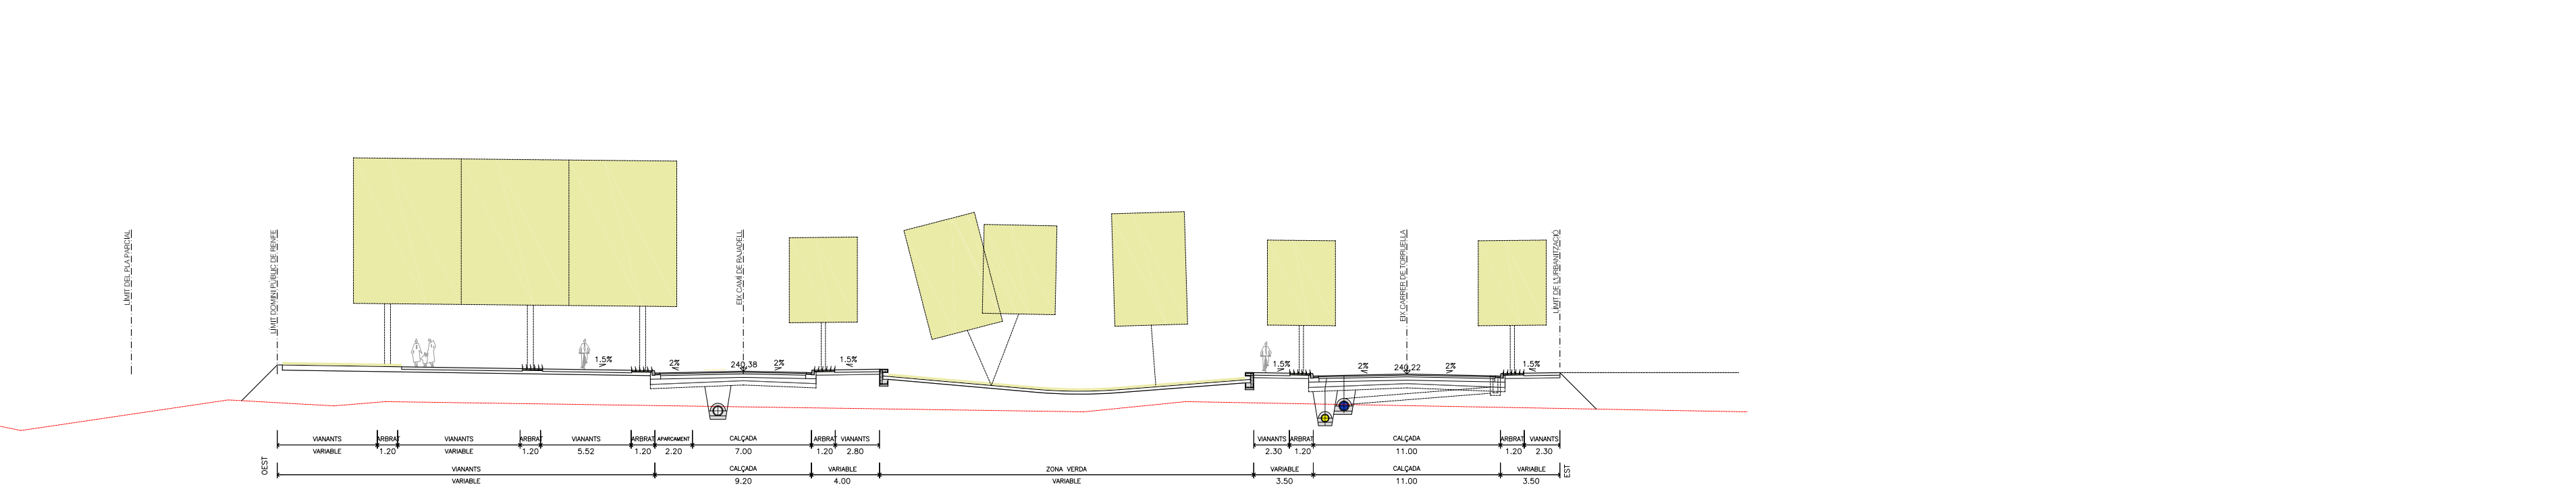 LÍMIT DEL PLA PARCIAL
LÍMIT DOMINI PÚBLIC DE RENFE
EIX CAMÍ DE RAJADELL
EIX CARRER DE TORRUELLA
LÍMIT DE L'URBANITZACIÓ
1.5% 2% 240.38 2% 1.5% 1.5% 2% 240.22 2% 1.5%
VIANTS ARBRAT VIANANTS ARBRAT VIANANTS ARBRAT APARCAMENT CALÇADA ARBRAT VIANANTS VIANANTS ARBRAT CALÇADA ARBRAT VIANANTS
VARIABLE 1.20 VARIABLE 1.20 5.52 1.20 2.20 7.00 1.20 2.80 2.30 1.20 11.00 1.20 2.30
OEST VIANANTS CALÇADA VARIABLE ZONA VERDA VARIABLE CALÇADA VARIABLE EST
VARIABLE 9.20 4.00 VARIABLE 3.50 11.00 3.50